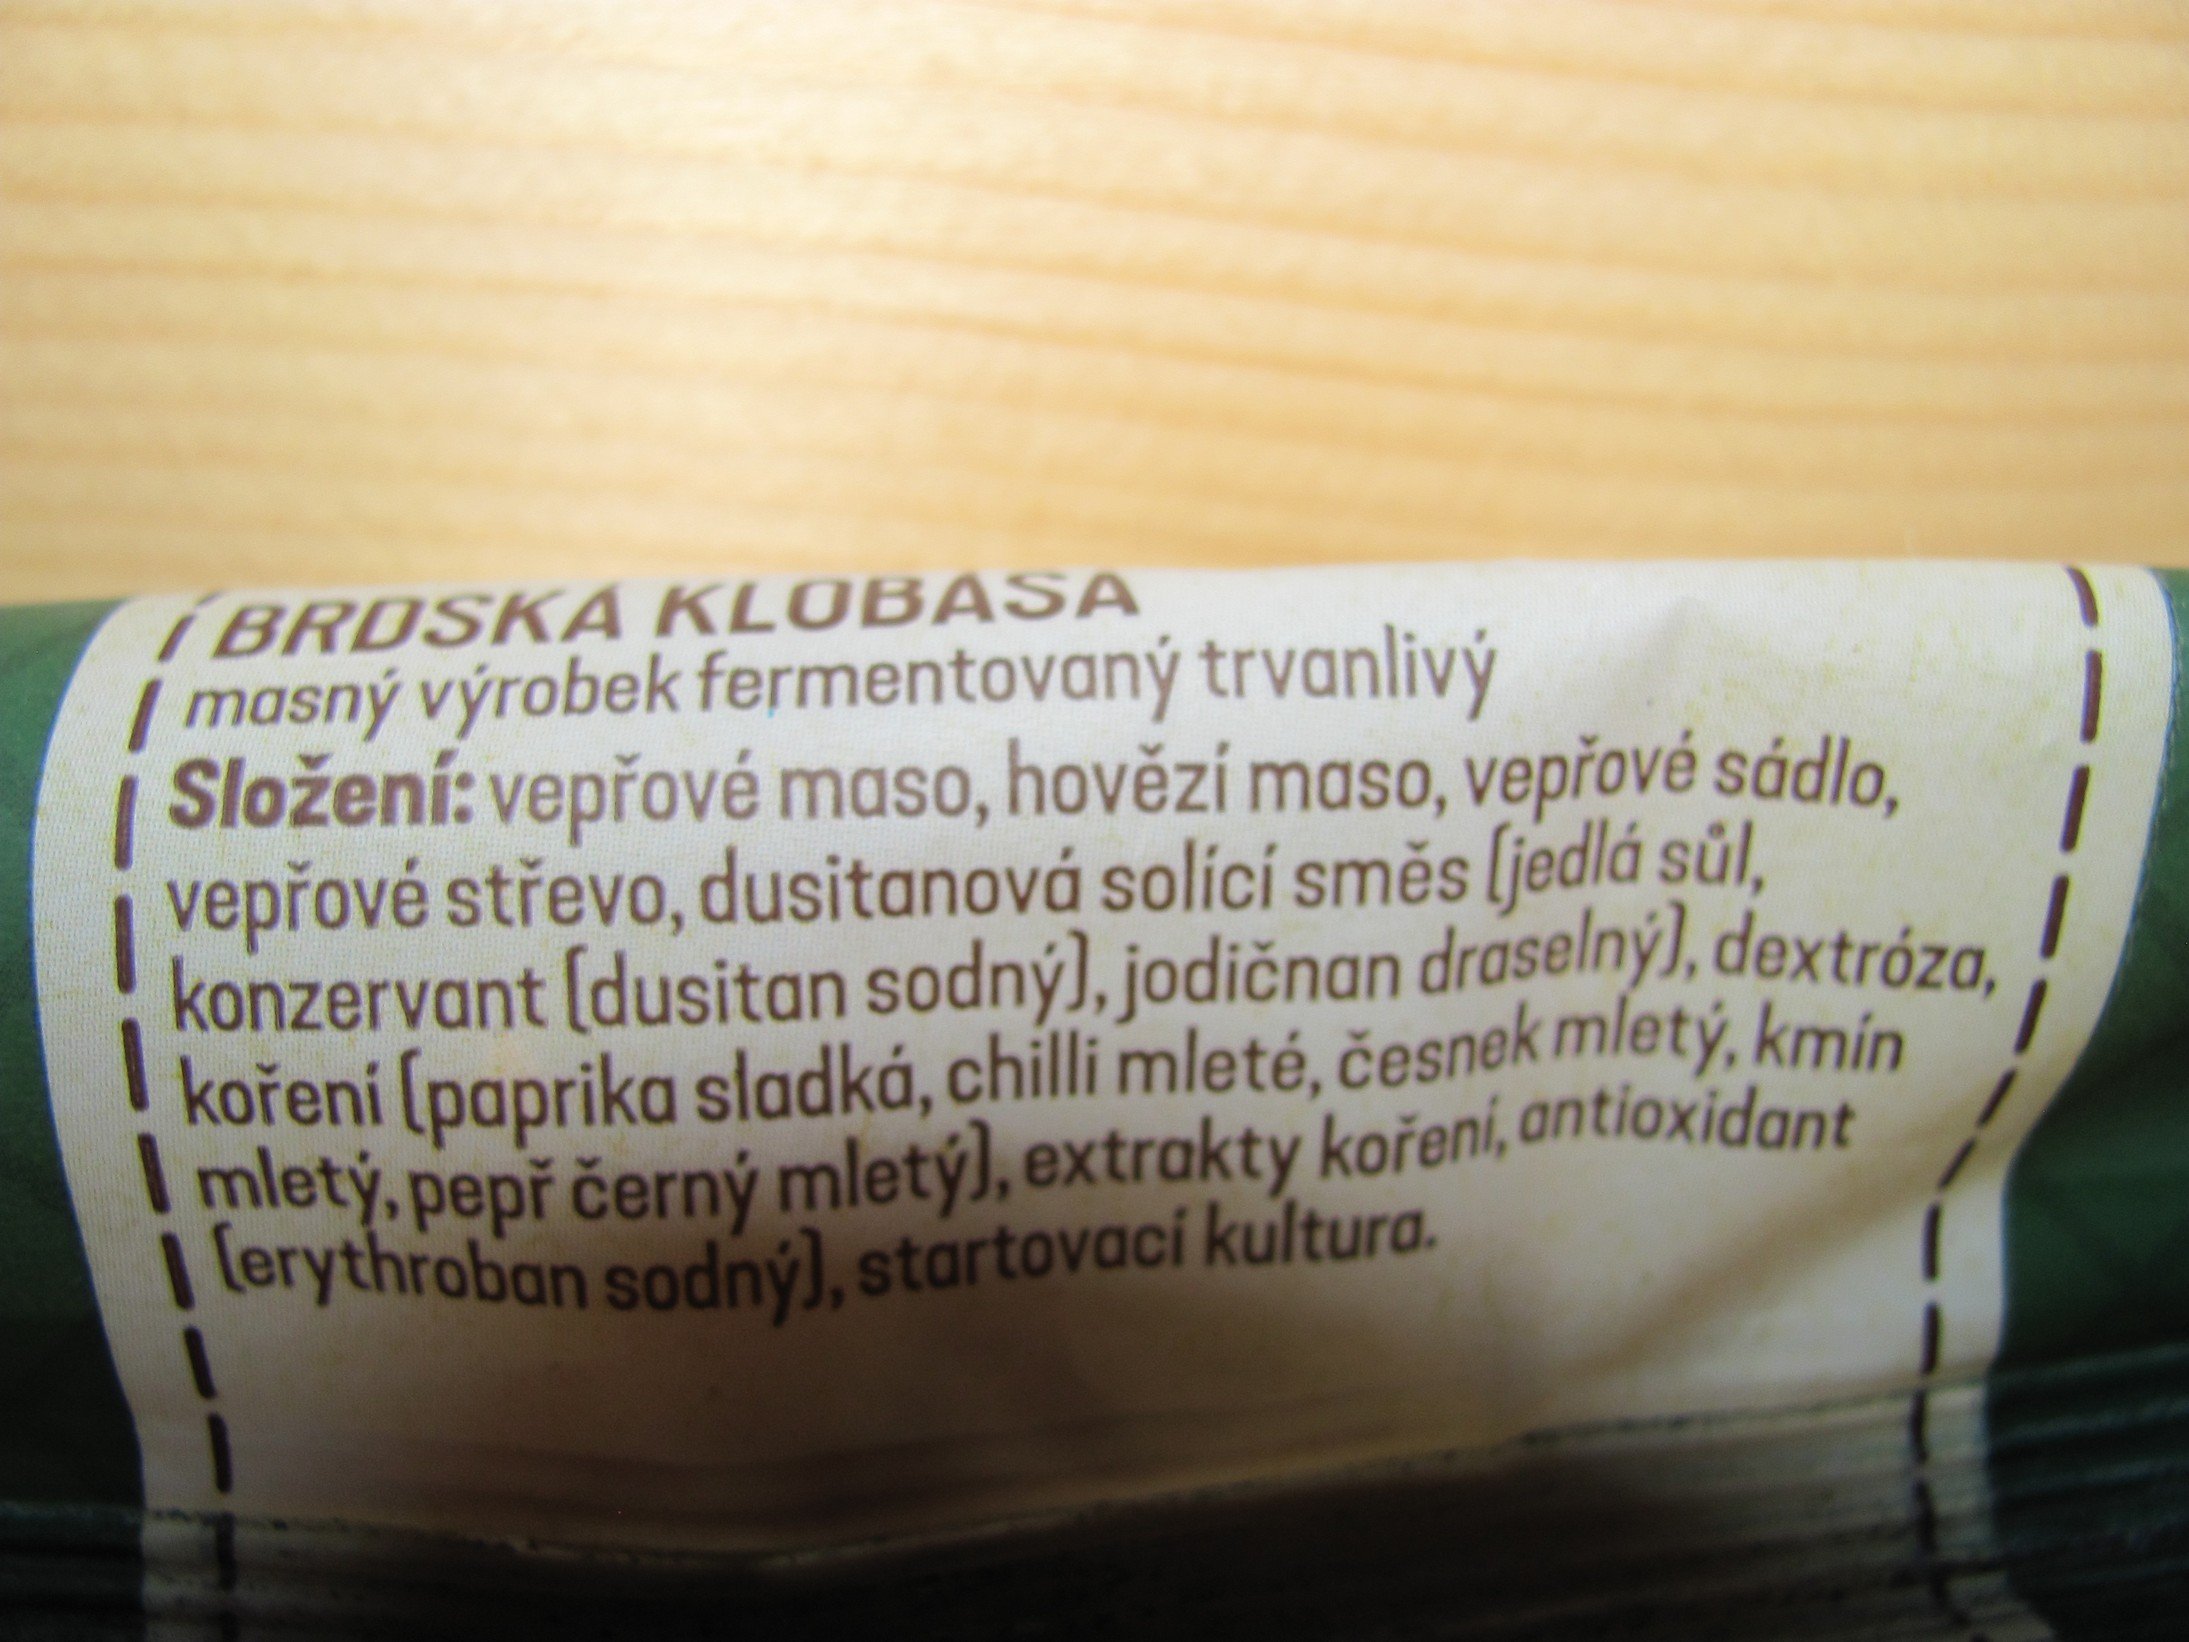 BRDSKÁ KLOBÁSA
masný výrobek fermentovaný trvanlivý
Složení: vepřové maso, hovězí maso, vepřové sádlo,
vepřové střevo, dusitanová solící směs (jedlá sůl,
konzervant (dusitan sodný), jodičnan draselný), dextróza,
koření (paprika sladká, chilli mleté, česnek mletý, kmín
mletý, pepř černý mletý), extrakty koření, antioxidant
(erythroban sodný), startovací kultura.